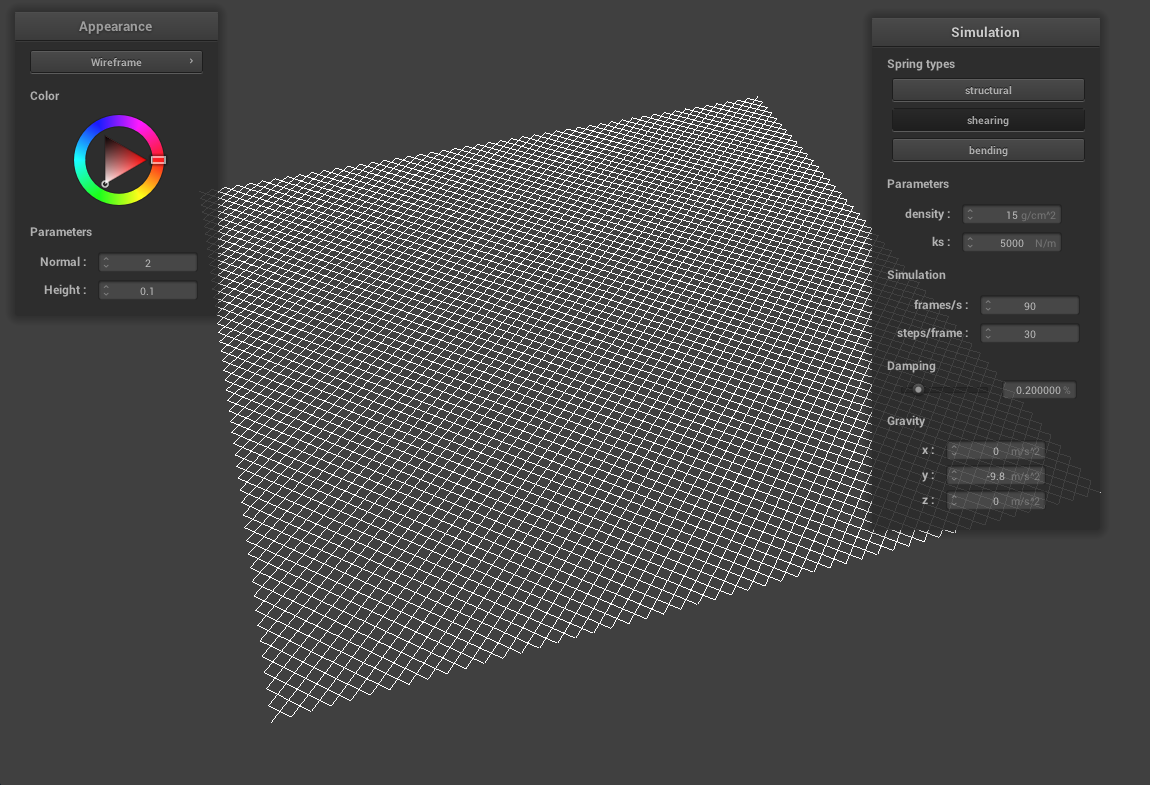 Appearance
Wireframe ›
Color
Parameters
Normal : 2
Height : 0.1
Simulation
Spring types
structural
shearing
bending
Parameters
density : 15 g/cm^2
ks : 5000 N/m
Simulation
frames/s : 90
steps/frame : 30
Damping
0.200000 %
Gravity
x : 0 m/s^2
y : -9.8 m/s^2
z : 0 m/s^2